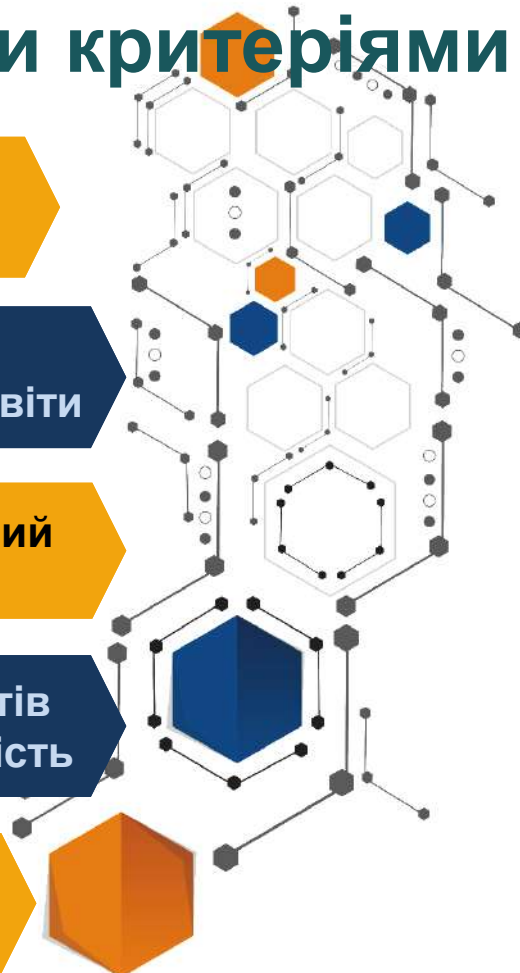 и критеріями
віти
ий
тів
ість